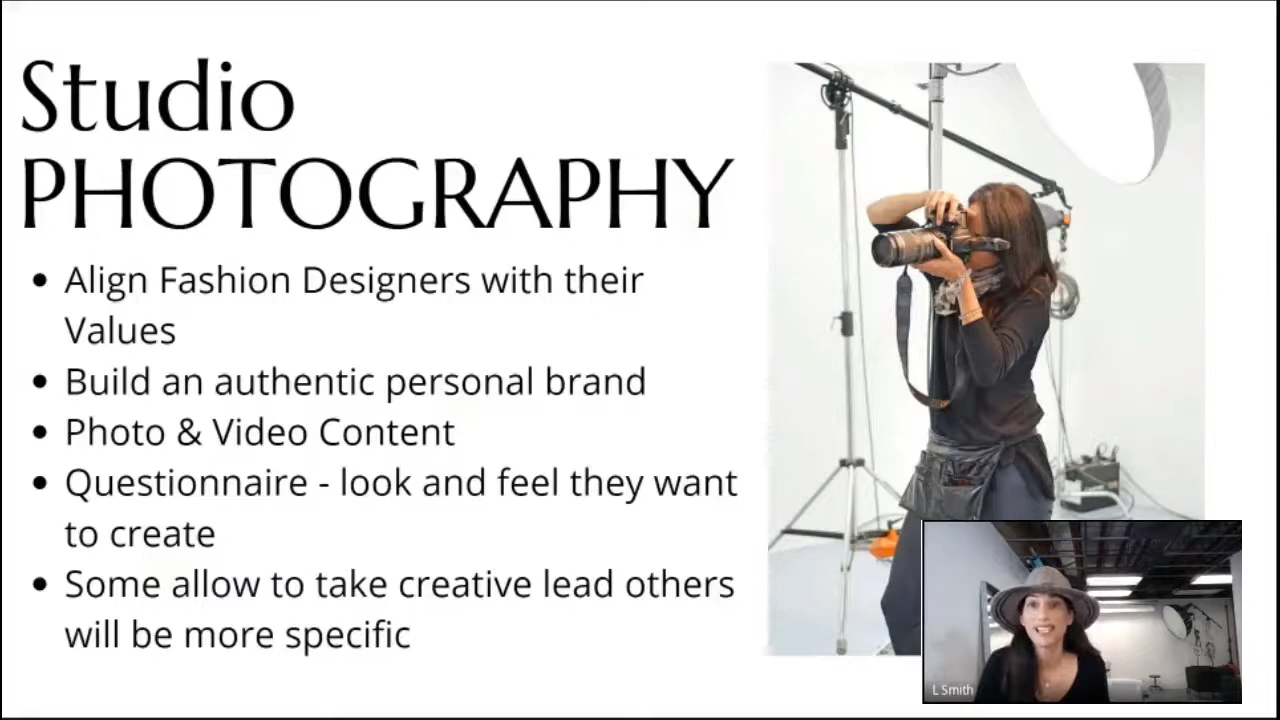 Studio
PHOTOGRAPHY
• Align Fashion Designers with their
Values
• Build an authentic personal brand
• Photo & Video Content
• Questionnaire - look and feel they want
to create
• Some allow to take creative lead others
will be more specific
L Smith